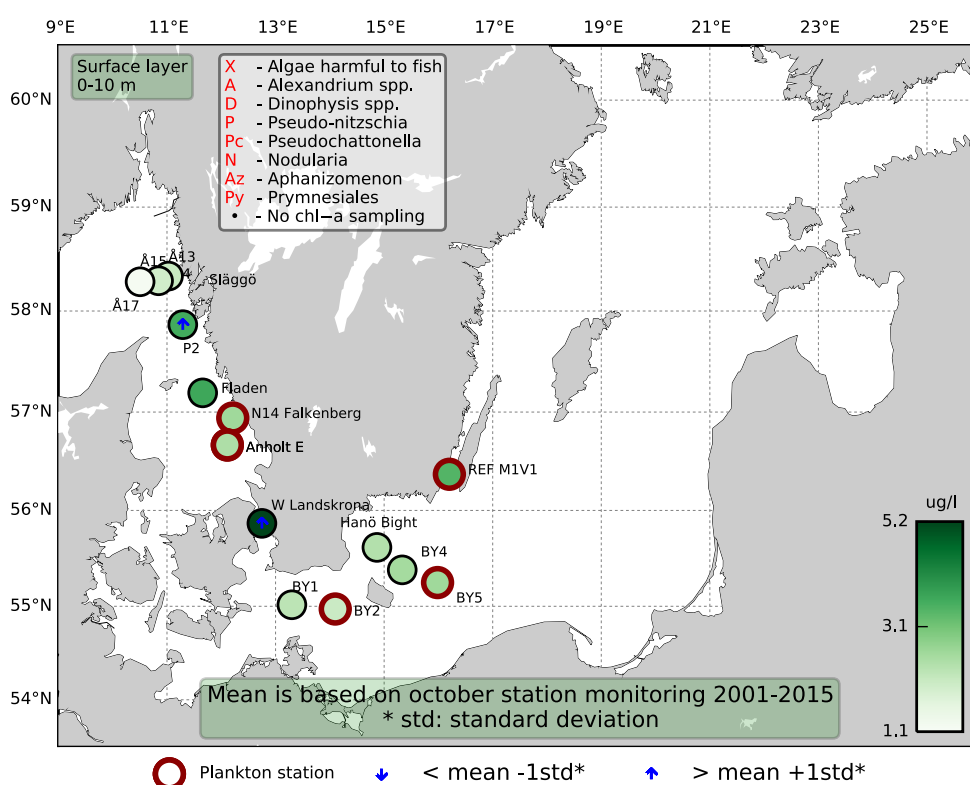 9°E 11°E 13°E 15°E 17°E 19°E 21°E 23°E 25°E
Surface layer
0-10 m
X - Algae harmful to fish
A - Alexandrium spp.
D - Dinophysis spp.
P - Pseudo-nitzschia
Pc - Pseudochattonella
N - Nodularia
Az - Aphanizomenon
Py - Prymnesiales
• - No chl−a sampling
60°N
59°N
58°N
57°N
56°N
55°N
54°N
Å13
Å15
4
Släggö
Å17
P2
Fladen
N14 Falkenberg
Anholt E
REF M1V1
W Landskrona
Hanö Bight
BY4
BY5
BY1
BY2
ug/l
5.2
3.1
1.1
Mean is based on october station monitoring 2001-2015
* std: standard deviation
Plankton station < mean -1std* > mean +1std*